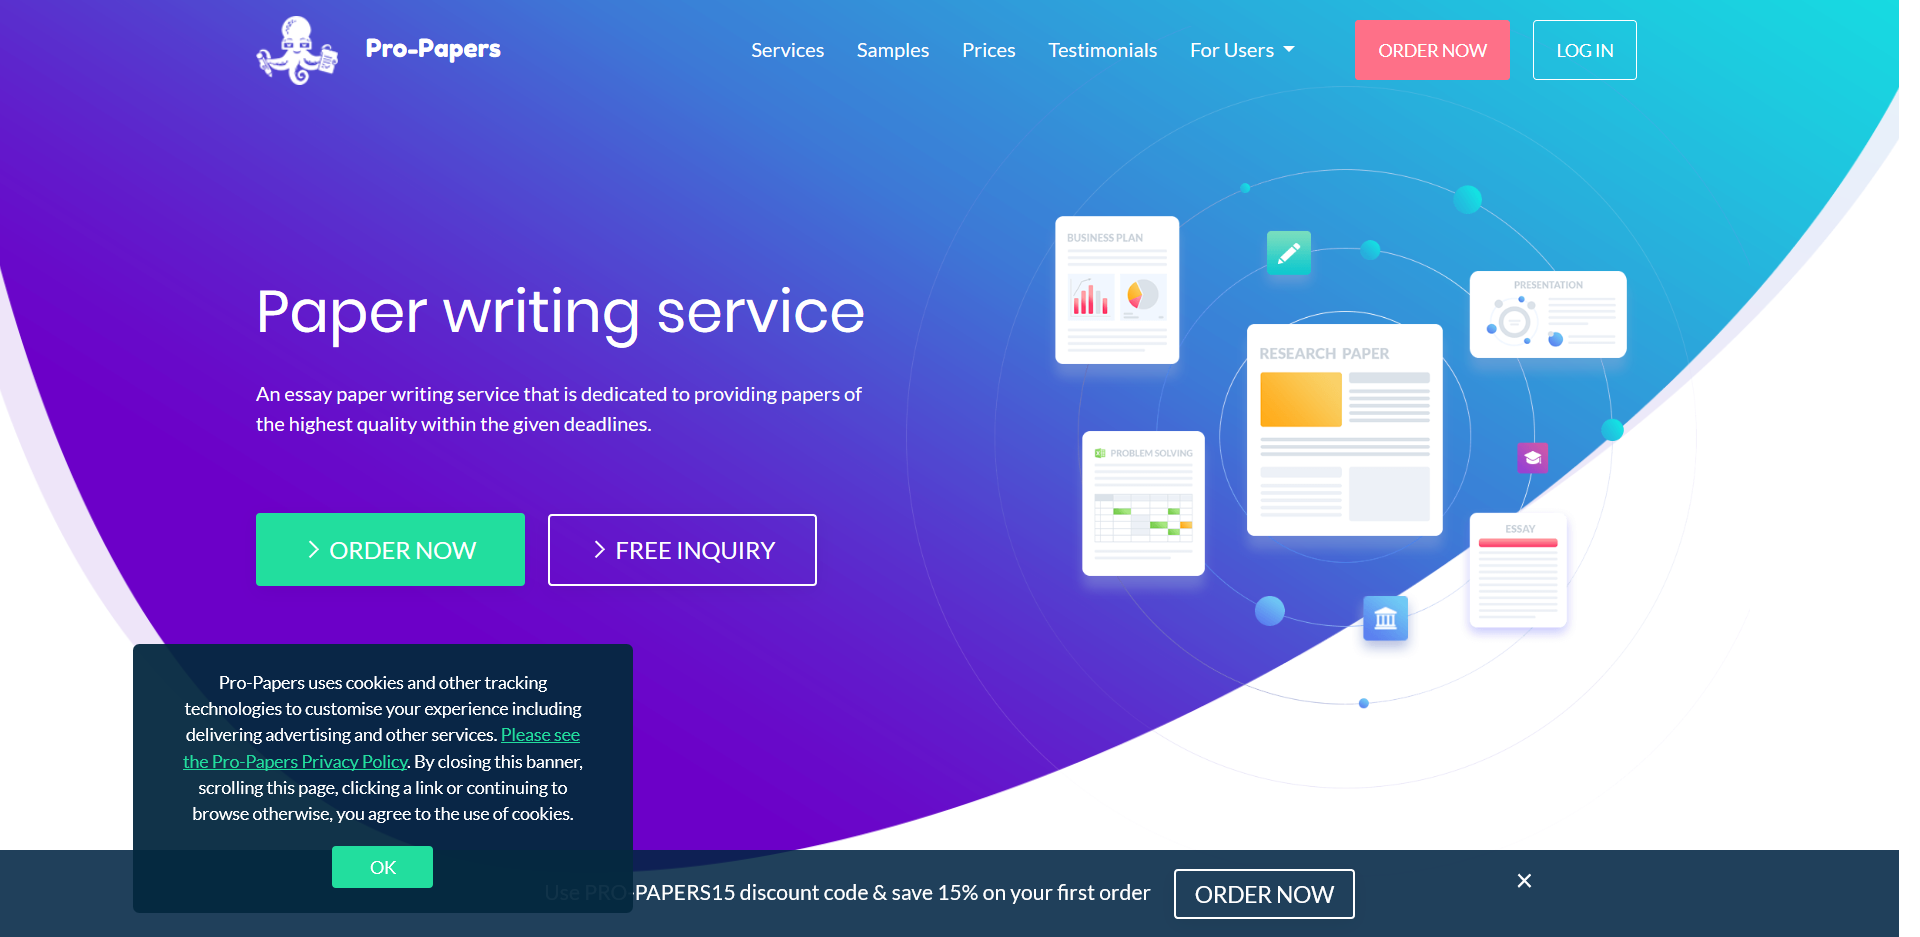 Pro-Papers
Services
Samples
Prices
Testimonials
For Users
ORDER NOW
LOG IN
Paper writing service
An essay paper writing service that is dedicated to providing papers of
the highest quality within the given deadlines.
ORDER NOW
FREE INQUIRY
BUSINESS PLAN
PRESENTATION
RESEARCH PAPER
PROBLEM SOLVING
ESSAY
Pro-Papers uses cookies and other tracking
technologies to customise your experience including
delivering advertising and other services. Please see
the Pro-Papers Privacy Policy. By closing this banner,
scrolling this page, clicking a link or continuing to
browse otherwise, you agree to the use of cookies.
OK
Use PRO-PAPERS15 discount code & save 15% on your first order
ORDER NOW